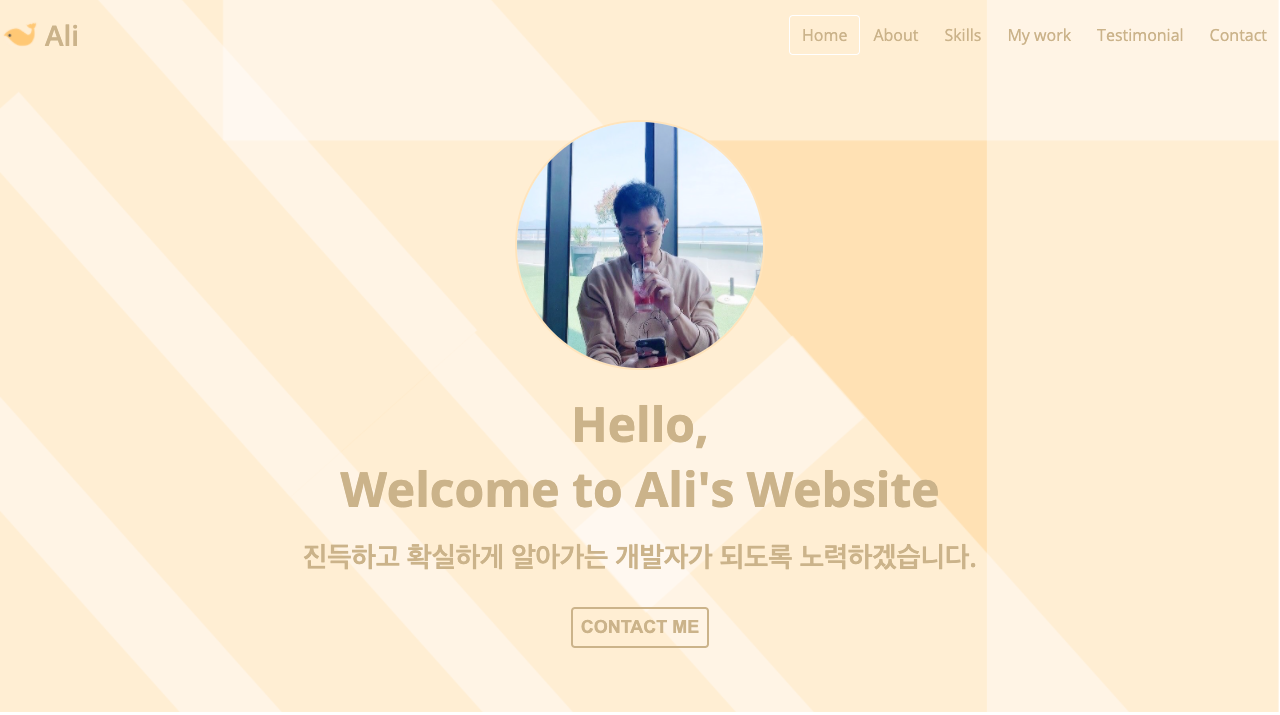 Ali
Home About Skills My work Testimonial Contact
Hello,
Welcome to Ali's Website
진득하고 확실하게 알아가는 개발자가 되도록 노력하겠습니다.
CONTACT ME